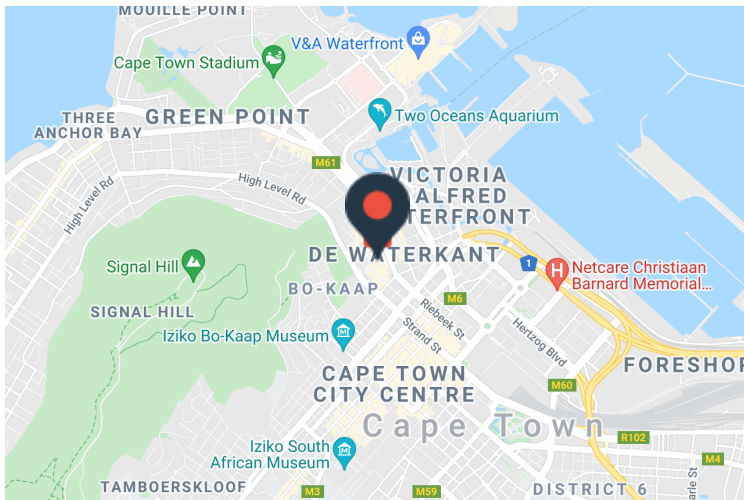 MOUILLE POINT
V&A Waterfront
Cape Town Stadium
Two Oceans Aquarium
THREE
ANCHOR BAY
GREEN POINT
M61
High Level Rd
High Level Rd
VICTORIA
ALFRED
DE WATERKANT
1
Signal Hill
H
Netcare Christiaan
Barnard Memorial...
BO-KAAP
M6
SIGNAL HILL
Riebeek St
Strand St
Hertzog Blvd
Iziko Bo-Kaap Museum
CAPE TOWN
CITY CENTRE
FORESHOR
M60
Cape Town
R102
Iziko South
African Museum
M4
TAMBOERSKLOOF
M3
M59
DISTRICT 6